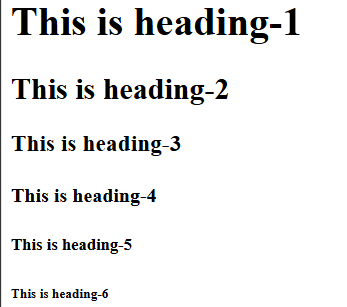 This is heading-1
This is heading-2
This is heading-3
This is heading-4
This is heading-5
This is heading-6